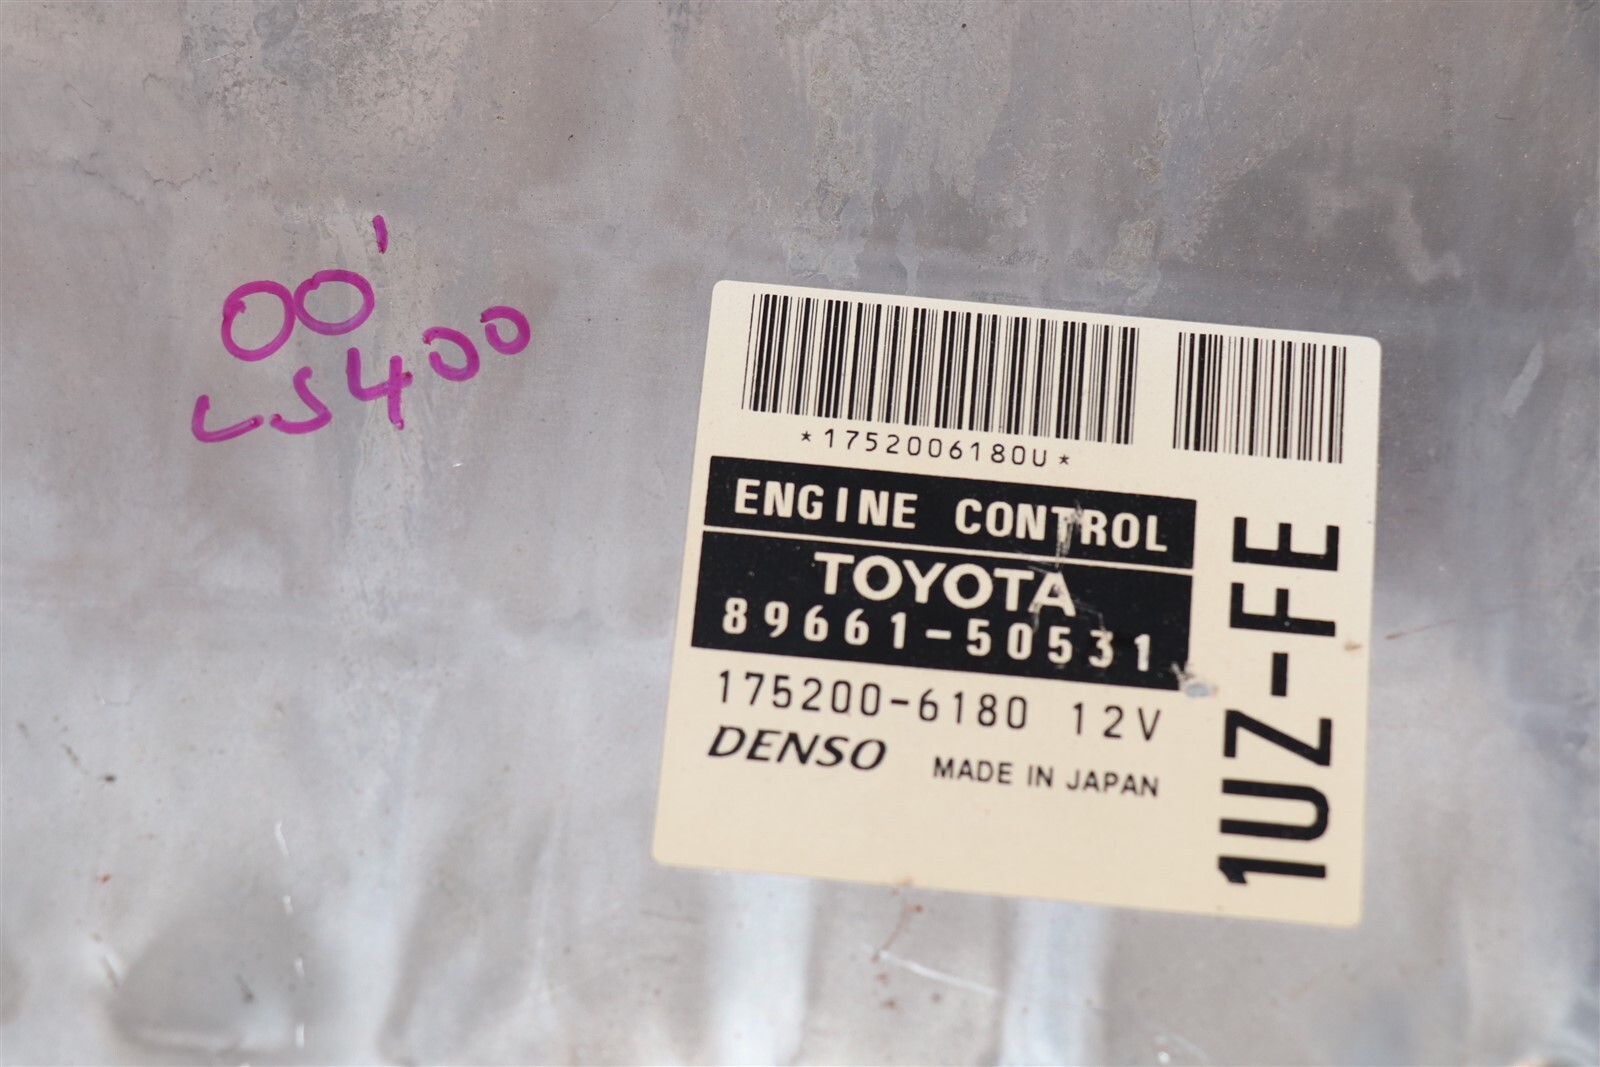 00'
LS400
*1752006180U*
ENGINE CONTROL
TOYOTA
89661-50531
175200-6180 12V
DENSO MADE IN JAPAN
1UZ-FE